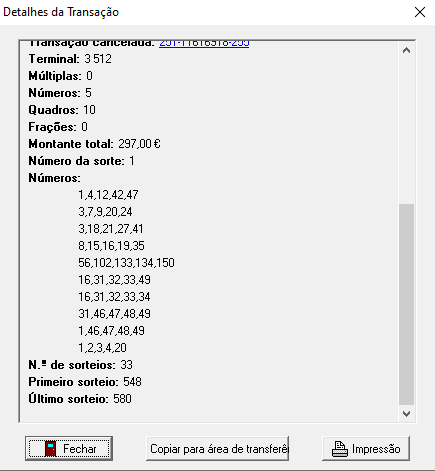 Detalhes da Transação
Transação cancelada: 251-11616918-255
Terminal: 3 512
Múltiplas: 0
Números: 5
Quadros: 10
Frações: 0
Montante total: 297,00 €
Número da sorte: 1
Números:
1,4,12,42,47
3,7,9,20,24
3,18,21,27,41
8,15,16,19,35
56,102,133,134,150
16,31,32,33,49
16,31,32,33,34
31,46,47,48,49
1,46,47,48,49
1,2,3,4,20
N.º de sorteios: 33
Primeiro sorteio: 548
Último sorteio: 580
Fechar
Copiar para área de transferê
Impressão